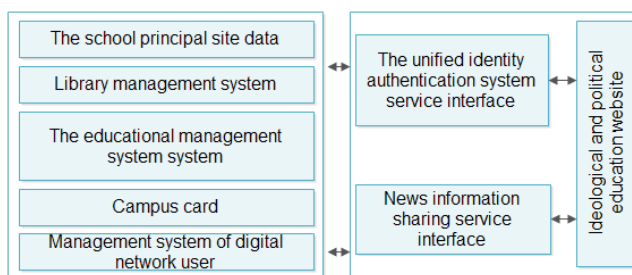 The school principal site data
Library management system
The educational management
system system
Campus card
Management system of digital
network user
The unified identity
authentication system
service interface
News information
sharing service
interface
Ideological and political
education website